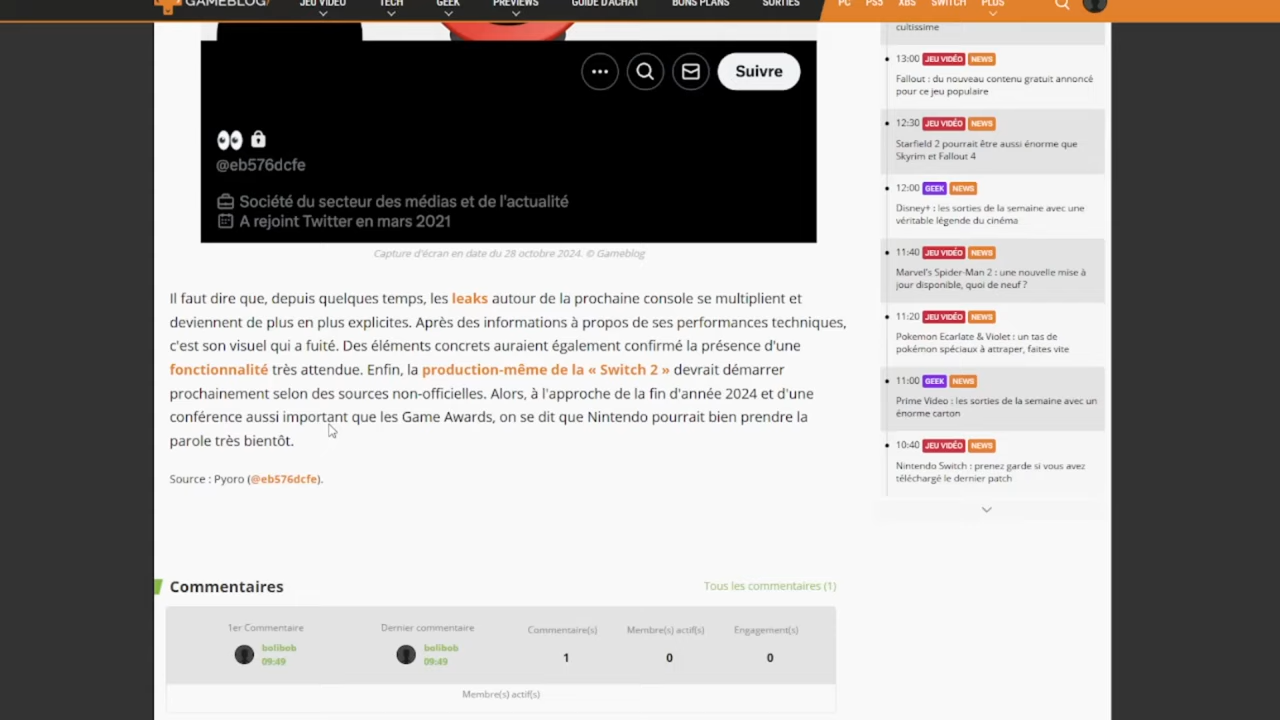 GAMEBLOG
JEU VIDÉO
TECH
GEEK
PREVIEWS
GUIDE D'ACHAT
BONS PLANS
SORTIES
PC
PS5
XBS
SWITCH
PLUS
Suivre
@eb576dcfe
Société du secteur des médias et de l'actualité
A rejoint Twitter en mars 2021
Capture d'écran en date du 28 octobre 2024. © Gameblog
Il faut dire que, depuis quelques temps, les leaks autour de la prochaine console se multiplient et
deviennent de plus en plus explicites. Après des informations à propos de ses performances techniques,
c'est son visuel qui a fuité. Des éléments concrets auraient également confirmé la présence d'une
fonctionnalité très attendue. Enfin, la production-même de la « Switch 2 » devrait démarrer
prochainement selon des sources non-officielles. Alors, à l'approche de la fin d'année 2024 et d'une
conférence aussi important que les Game Awards, on se dit que Nintendo pourrait bien prendre la
parole très bientôt.
Source : Pyoro (@eb576dcfe).
Commentaires
Tous les commentaires (1)
1er Commentaire
Dernier commentaire
Commentaire(s)
Membre(s) actif(s)
Engagement(s)
bolibob
09:49
bolibob
09:49
1
0
0
Membre(s) actif(s)
cultissime
13:00 JEU VIDÉO NEWS
Fallout : du nouveau contenu gratuit annoncé
pour ce jeu populaire
12:30 JEU VIDÉO NEWS
Starfield 2 pourrait être aussi énorme que
Skyrim et Fallout 4
12:00 GEEK NEWS
Disney+ : les sorties de la semaine avec une
véritable légende du cinéma
11:40 JEU VIDÉO NEWS
Marvel's Spider-Man 2 : une nouvelle mise à
jour disponible, quoi de neuf ?
11:20 JEU VIDÉO NEWS
Pokemon Ecarlate & Violet : un tas de
pokémon spéciaux à attraper, faites vite
11:00 GEEK NEWS
Prime Video : les sorties de la semaine avec un
énorme carton
10:40 JEU VIDÉO NEWS
Nintendo Switch : prenez garde si vous avez
téléchargé le dernier patch